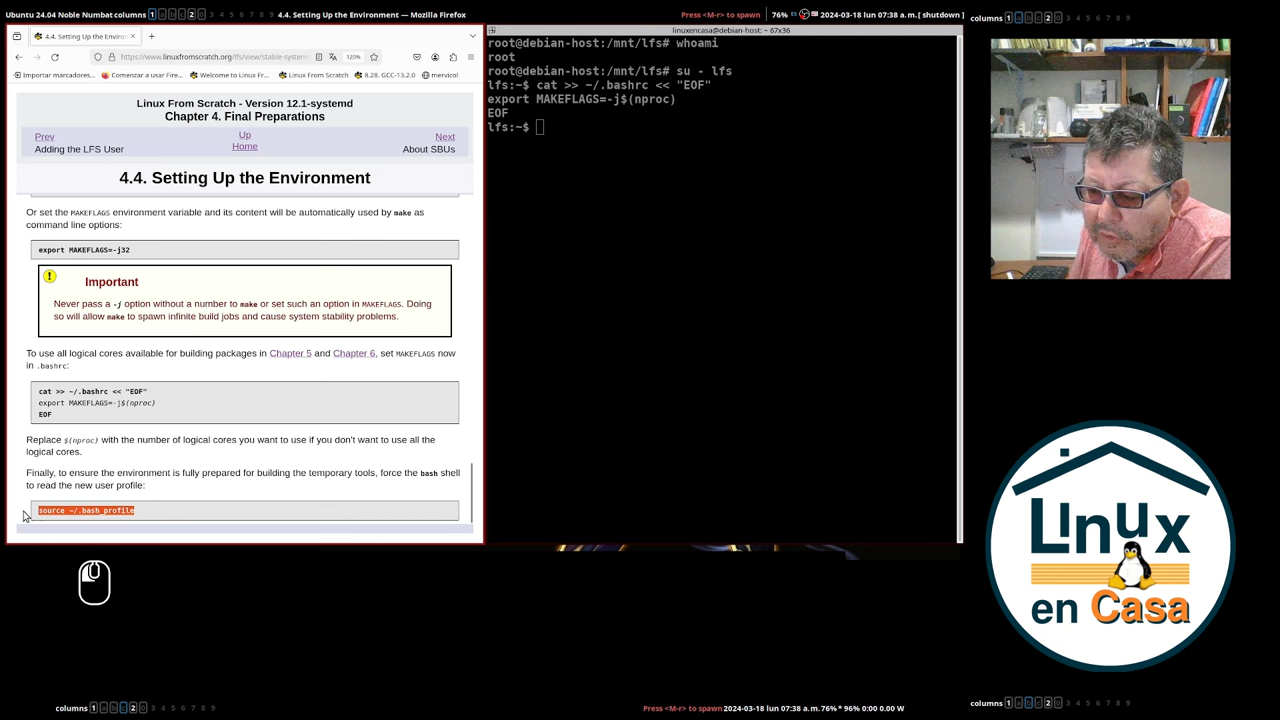 Ubuntu 24.04 Noble Numbat columns 1 a b c 2 0 3 4 5 6 7 8 9 4.4. Setting Up the Environment — Mozilla Firefox
Press <M-r> to spawn 76% 2024-03-18 lun 07:38 a. m. [ shutdown ]
columns 1 a b c 2 0 3 4 5 6 7 8 9
4.4. Setting Up the Environ
https://www.linuxfromscratch.org/lfs/view/stable-system 120%
Importar marcadores... Comenzar a usar Fire... Welcome to Linux Fr... Linux From Scratch 8.28. GCC-13.2.0 mervicol
Linux From Scratch - Version 12.1-systemd
Chapter 4. Final Preparations
Prev Up Next
Adding the LFS User Home About SBUs
4.4. Setting Up the Environment
Or set the MAKEFLAGS environment variable and its content will be automatically used by make as
command line options:
export MAKEFLAGS=-j32
Important
Never pass a -j option without a number to make or set such an option in MAKEFLAGS. Doing
so will allow make to spawn infinite build jobs and cause system stability problems.
To use all logical cores available for building packages in Chapter 5 and Chapter 6, set MAKEFLAGS now
in .bashrc:
cat >> ~/.bashrc << "EOF"
export MAKEFLAGS=-j$(nproc)
EOF
Replace $(nproc) with the number of logical cores you want to use if you don't want to use all the
logical cores.
Finally, to ensure the environment is fully prepared for building the temporary tools, force the bash shell
to read the new user profile:
source ~/.bash_profile
linuxencasa@debian-host: ~ 67x36
root@debian-host:/mnt/lfs# whoami
root
root@debian-host:/mnt/lfs# su - lfs
lfs:~$ cat >> ~/.bashrc << "EOF"
export MAKEFLAGS=-j$(nproc)
EOF
lfs:~$
Linux
en Casa
columns 1 a b c 2 0 3 4 5 6 7 8 9
Press <M-r> to spawn 2024-03-18 lun 07:38 a. m. 76% * 96% 0:00 0.00 W
columns 1 a b c 2 0 3 4 5 6 7 8 9